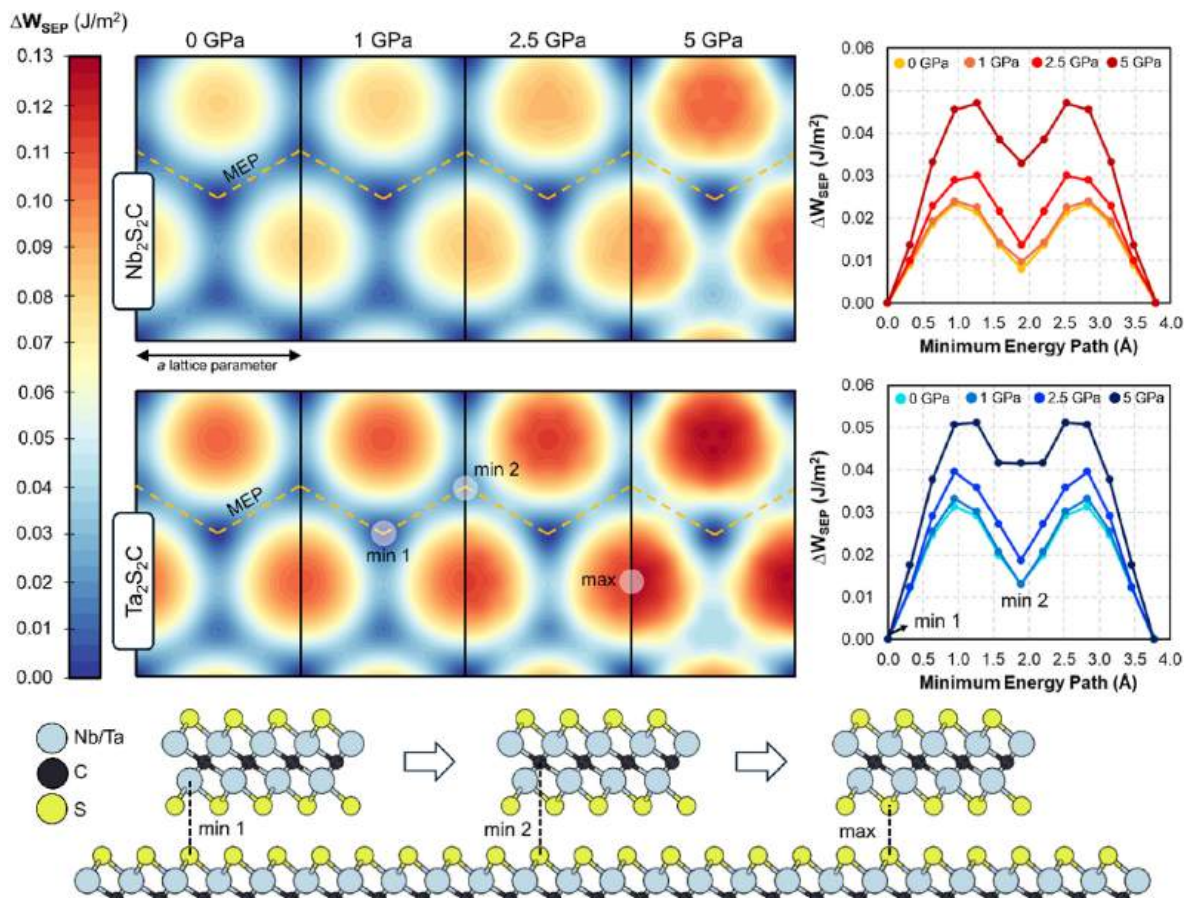 ΔW_SEP (J/m²)
0.13
0.12
0.11
0.10
0.09
0.08
0.07
0.06
0.05
0.04
0.03
0.02
0.01
0.00
0 GPa 1 GPa 2.5 GPa 5 GPa
MEP
Nb₂S₂C
a lattice parameter
MEP
min 2
min 1
max
Ta₂S₂C
0 GPa 1 GPa 2.5 GPa 5 GPa
ΔW_SEP (J/m²)
0.06
0.05
0.04
0.03
0.02
0.01
0.00
0.0 0.5 1.0 1.5 2.0 2.5 3.0 3.5 4.0
Minimum Energy Path (Å)
0 GPa 1 GPa 2.5 GPa 5 GPa
ΔW_SEP (J/m²)
0.06
0.05
0.04
0.03
0.02
0.01
0.00
min 2
min 1
0.0 0.5 1.0 1.5 2.0 2.5 3.0 3.5 4.0
Minimum Energy Path (Å)
Nb/Ta
C
S
min 1
min 2
max